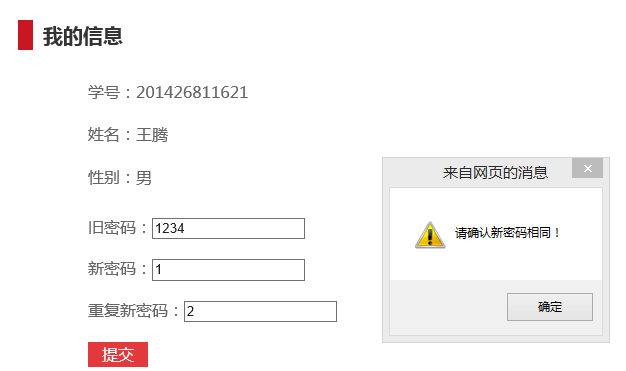 我的信息
学号：201426811621
姓名：王腾
性别：男
旧密码：1234
新密码：1
重复新密码：2
提交
来自网页的消息
请确认新密码相同！
确定